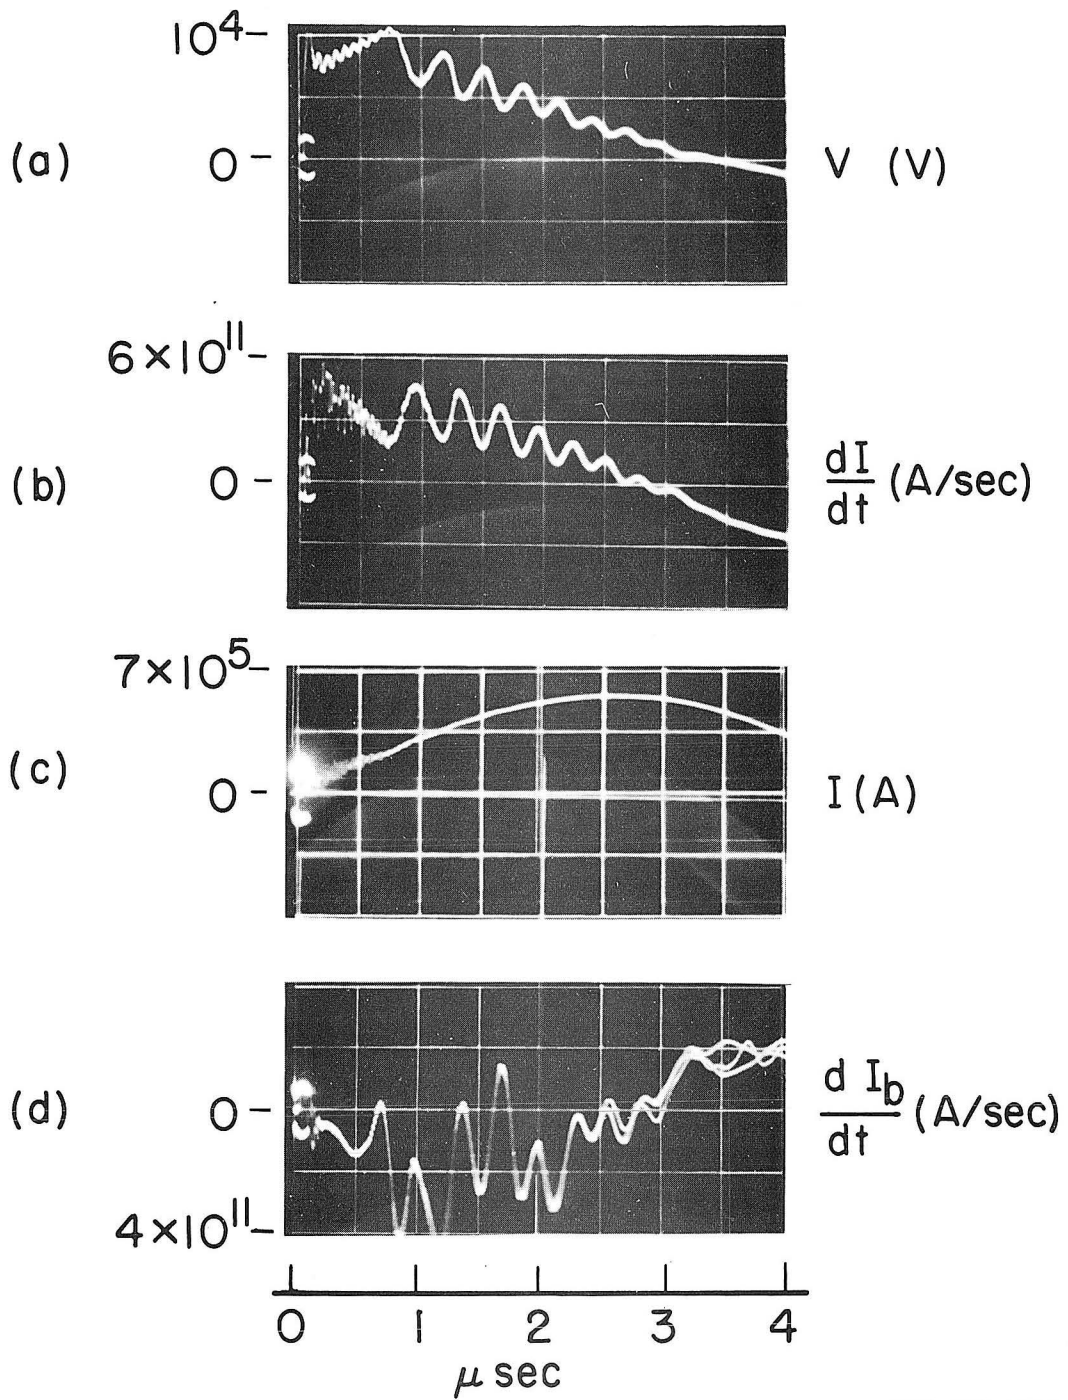 10⁴-
(a)
0-
V (V)
6×10¹¹-
(b)
0-
dI
dt
(A/sec)
7×10⁵-
(c)
0-
I(A)
(d)
0-
d I_b
dt
(A/sec)
4×10¹¹-
0 1 2 3 4
μ sec